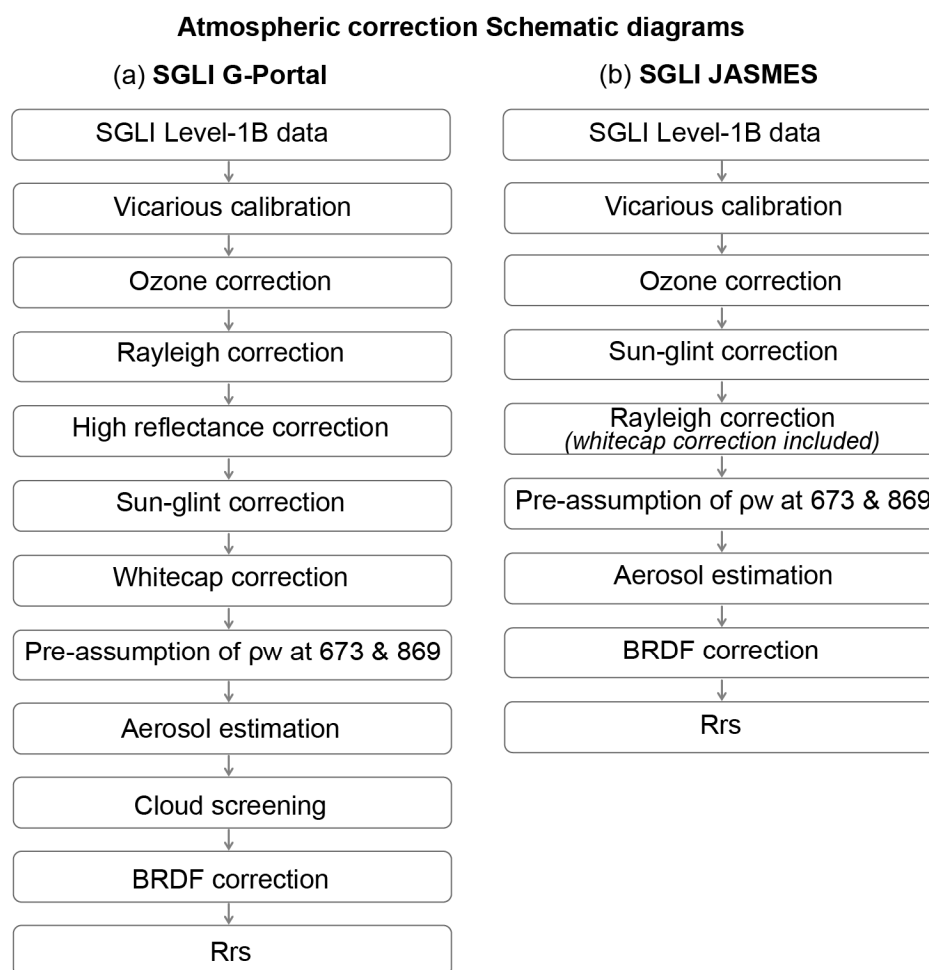 Atmospheric correction Schematic diagrams
(a) SGLI G-Portal
SGLI Level-1B data
Vicarious calibration
Ozone correction
Rayleigh correction
High reflectance correction
Sun-glint correction
Whitecap correction
Pre-assumption of ρw at 673 & 869
Aerosol estimation
Cloud screening
BRDF correction
Rrs
(b) SGLI JASMES
SGLI Level-1B data
Vicarious calibration
Ozone correction
Sun-glint correction
Rayleigh correction
(whitecap correction included)
Pre-assumption of ρw at 673 & 869
Aerosol estimation
BRDF correction
Rrs